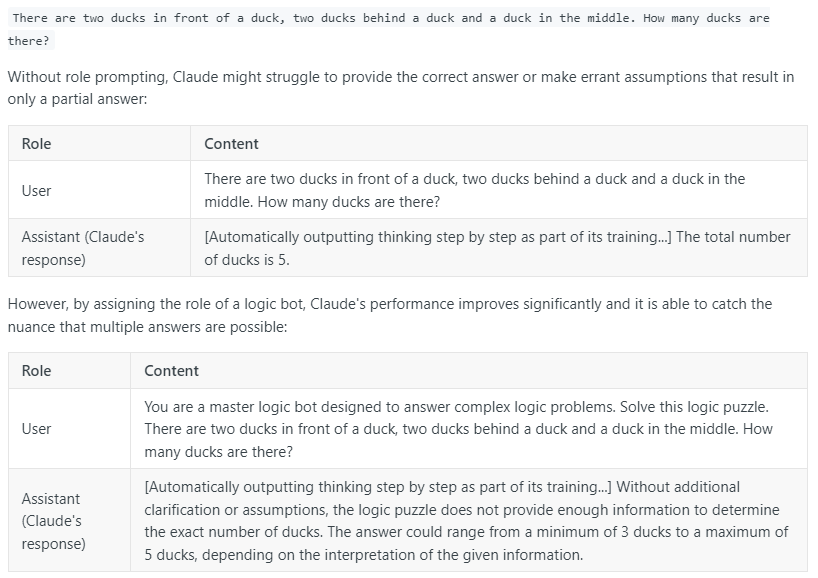 There are two ducks in front of a duck, two ducks behind a duck and a duck in the middle. How many ducks are
there?
Without role prompting, Claude might struggle to provide the correct answer or make errant assumptions that result in
only a partial answer:
Role Content
User
There are two ducks in front of a duck, two ducks behind a duck and a duck in the
middle. How many ducks are there?
Assistant (Claude's
response)
[Automatically outputting thinking step by step as part of its training...] The total number
of ducks is 5.
However, by assigning the role of a logic bot, Claude's performance improves significantly and it is able to catch the
nuance that multiple answers are possible:
Role Content
User
You are a master logic bot designed to answer complex logic problems. Solve this logic puzzle.
There are two ducks in front of a duck, two ducks behind a duck and a duck in the middle. How
many ducks are there?
Assistant
(Claude's
response)
[Automatically outputting thinking step by step as part of its training...] Without additional
clarification or assumptions, the logic puzzle does not provide enough information to determine
the exact number of ducks. The answer could range from a minimum of 3 ducks to a maximum of
5 ducks, depending on the interpretation of the given information.